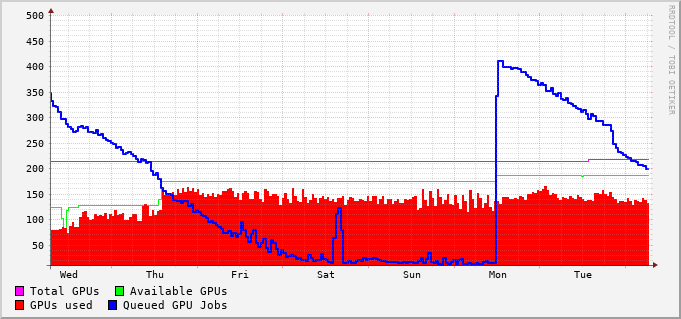 500
450
400
350
300
250
200
150
100
50
Wed Thu Fri Sat Sun Mon Tue
Total GPUs Available GPUs
GPUs used Queued GPU Jobs
RRDTOOL / TOBI OETIKER